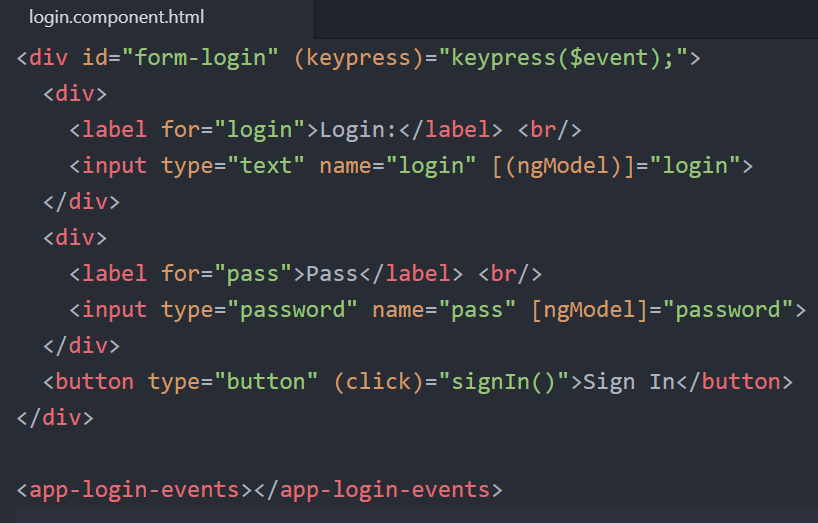 login.component.html
<div id="form-login" (keypress)="keypress($event);">
<div>
<label for="login">Login:</label> <br/>
<input type="text" name="login" [(ngModel)]="login">
</div>
<div>
<label for="pass">Pass</label> <br/>
<input type="password" name="pass" [ngModel]="password">
</div>
<button type="button" (click)="signIn()">Sign In</button>
</div>
<app-login-events></app-login-events>